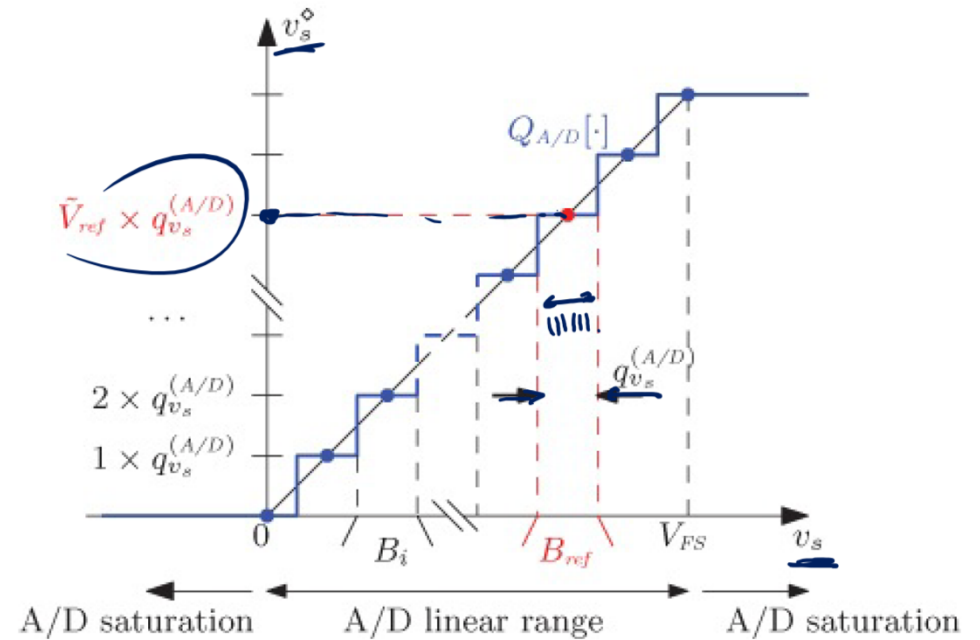 v_s^◇
Q_{A/D}[·]
Ṽ_{ref} × q_{v_s}^{(A/D)}
...
q_{v_s}^{(A/D)}
2 × q_{v_s}^{(A/D)}
1 × q_{v_s}^{(A/D)}
0 B_i B_{ref} V_{FS} v_s
A/D saturation A/D linear range A/D saturation